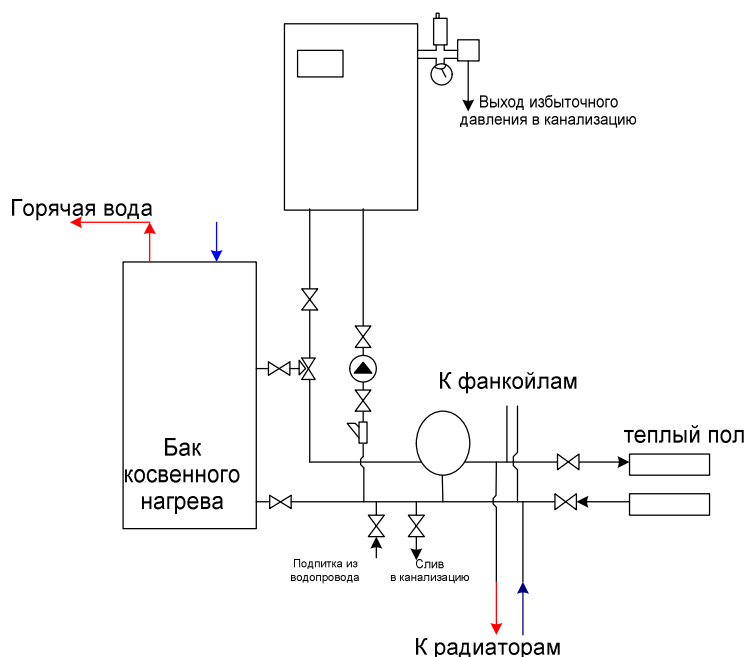 Выход избыточного
давления в канализацию
Горячая вода
К фанкойлам
теплый пол
Бак
косвенного
нагрева
Подпитка из
водопровода
Слив
в канализацию
К радиаторам